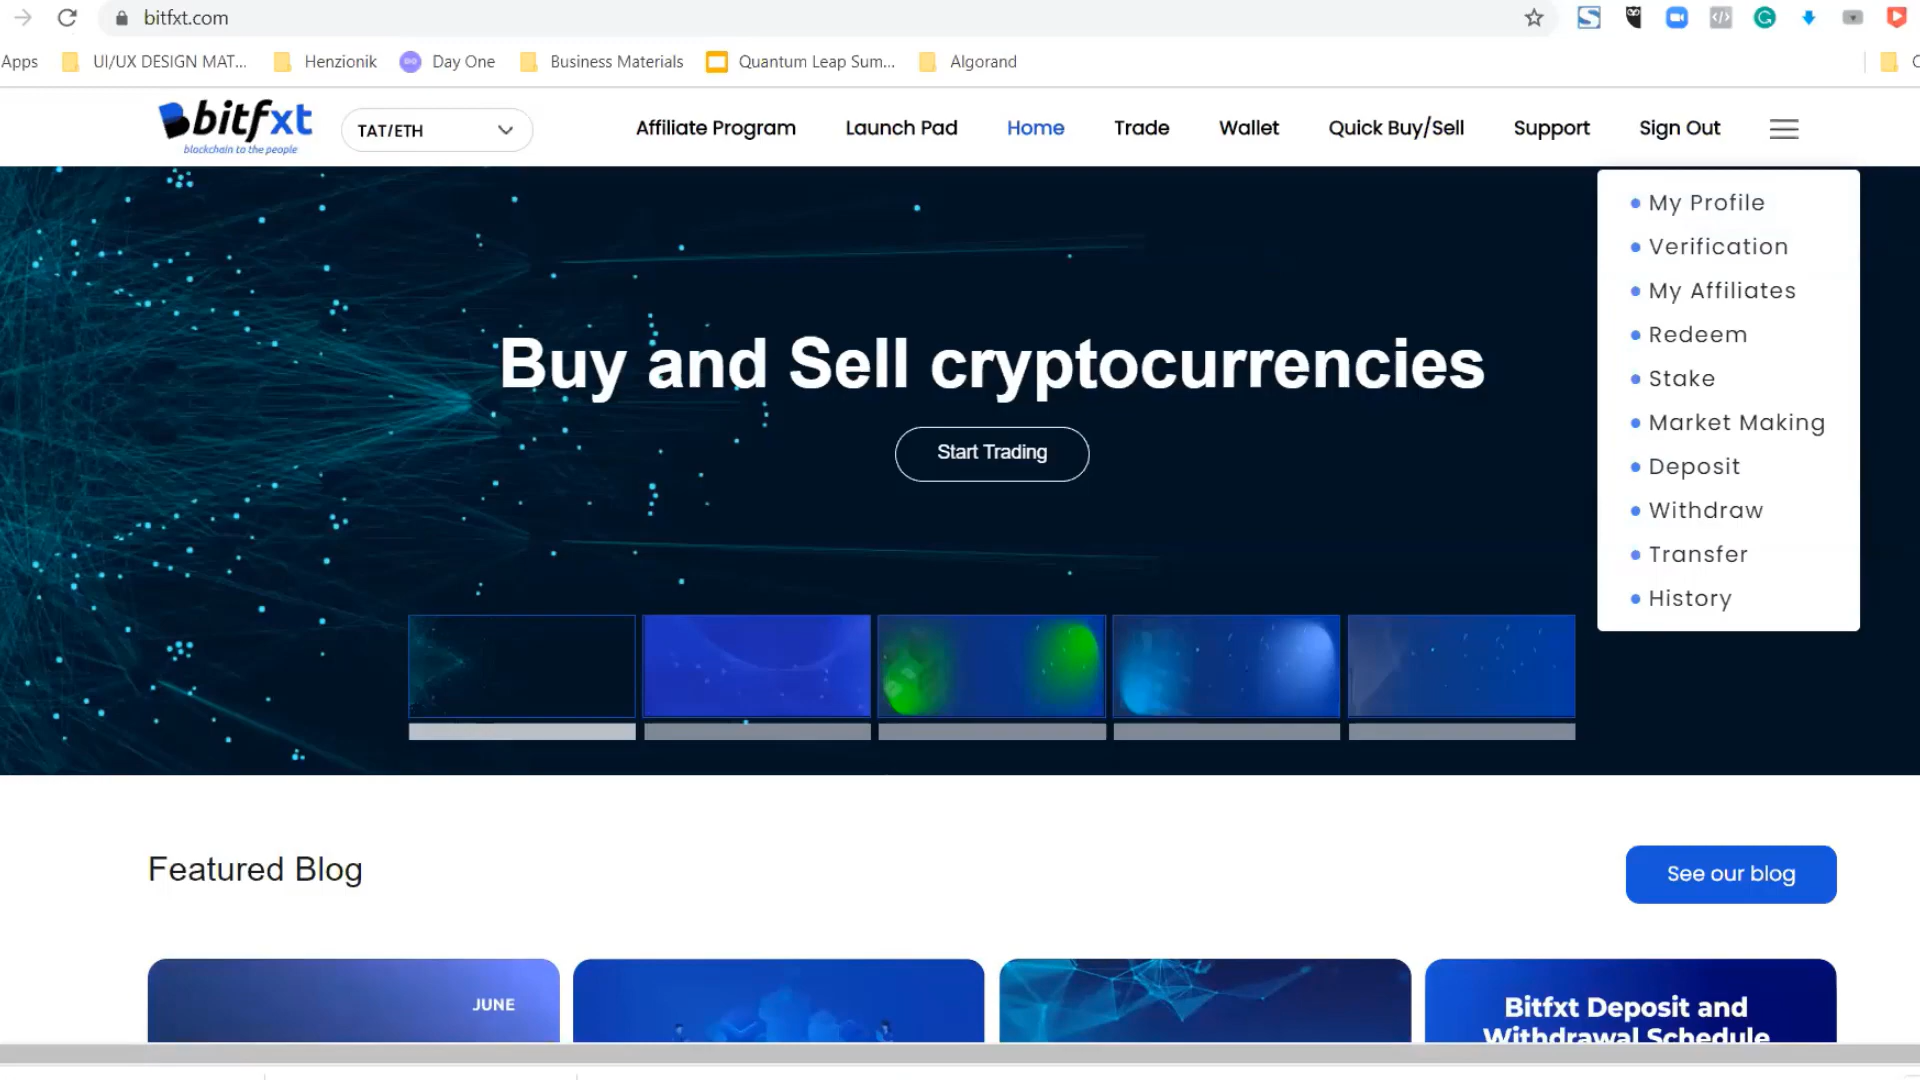 bitfxt.com
Apps
UI/UX DESIGN MAT...
Henzionik
Day One
Business Materials
Quantum Leap Sum...
Algorand
bitfxt
blockchain to the people
TAT/ETH
Affiliate Program
Launch Pad
Home
Trade
Wallet
Quick Buy/Sell
Support
Sign Out
My Profile
Verification
My Affiliates
Redeem
Stake
Market Making
Deposit
Withdraw
Transfer
History
Buy and Sell cryptocurrencies
Start Trading
Featured Blog
See our blog
JUNE
Bitfxt Deposit and
Withdrawal Schedule